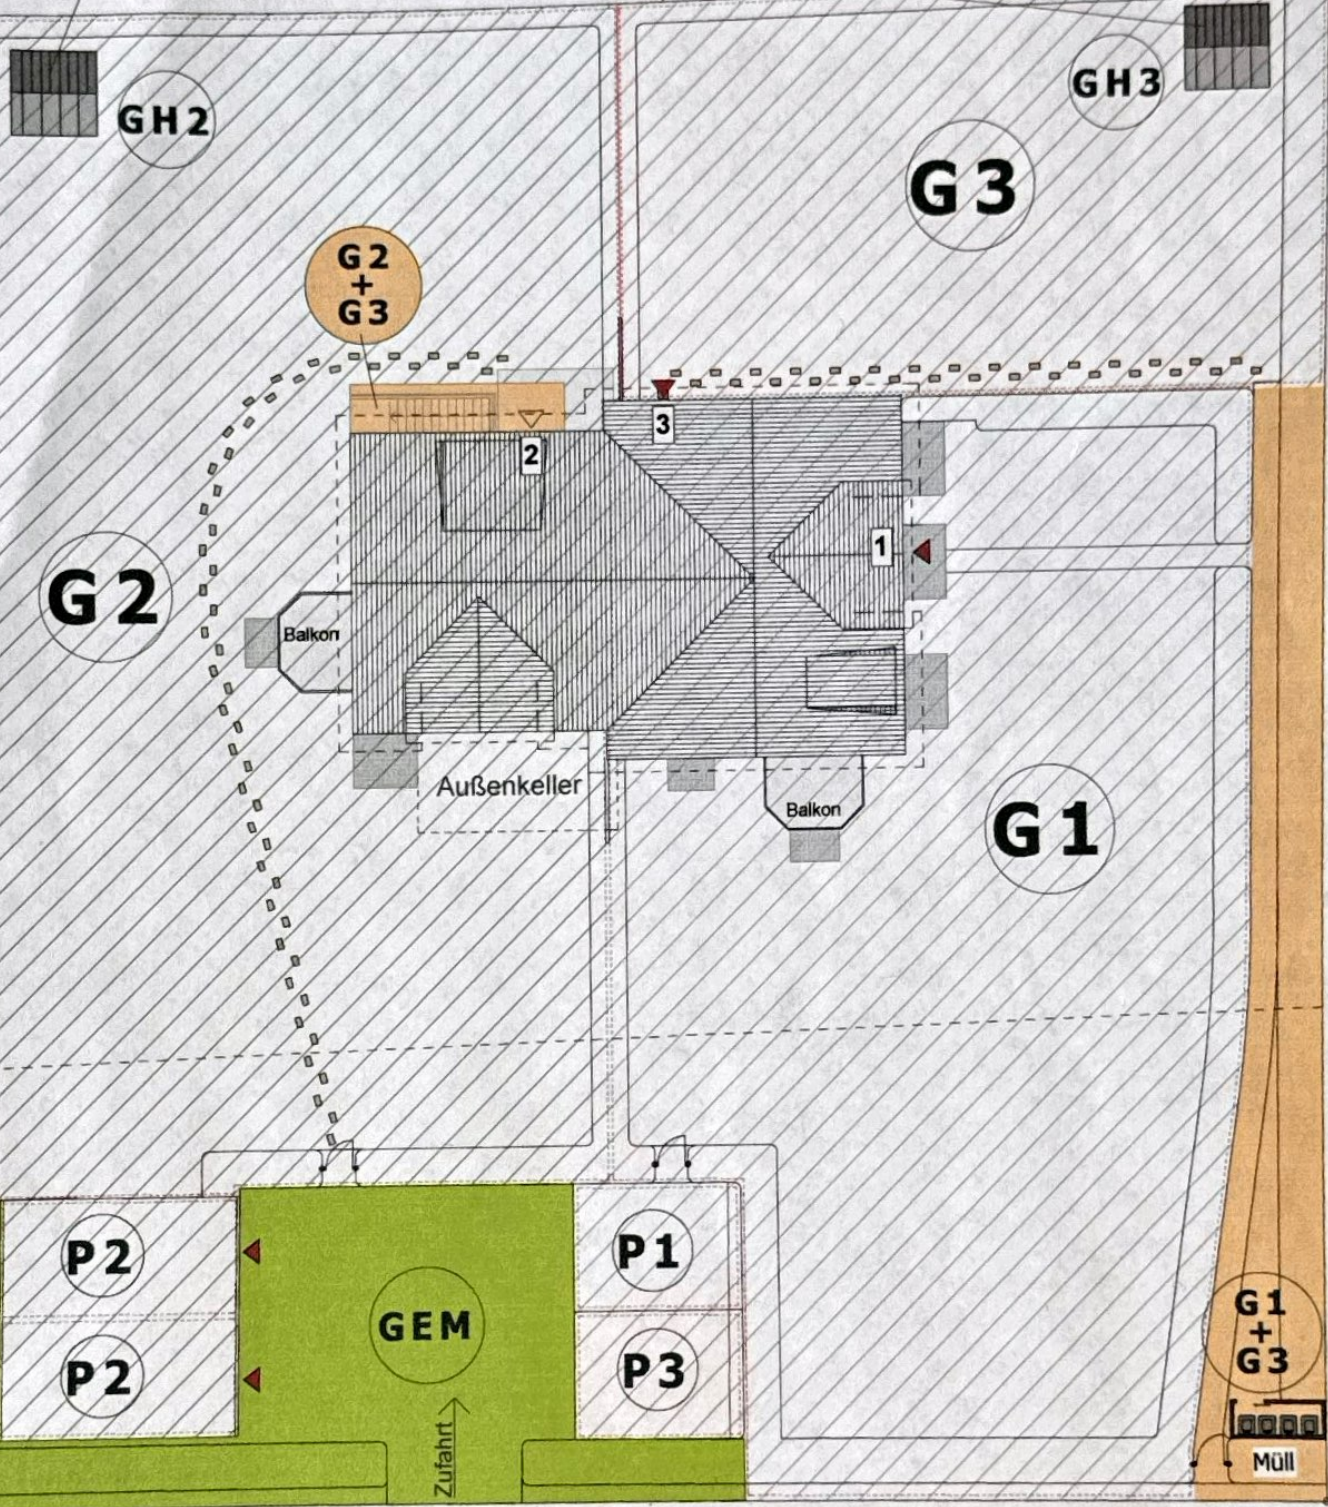 GH2
GH3
G3
G2
+
G3
3
2
1
G2
Balkon
Außenkeller
Balkon
G1
P2
P1
GEM
P2
P3
G1
+
G3
Zufahrt
Müll